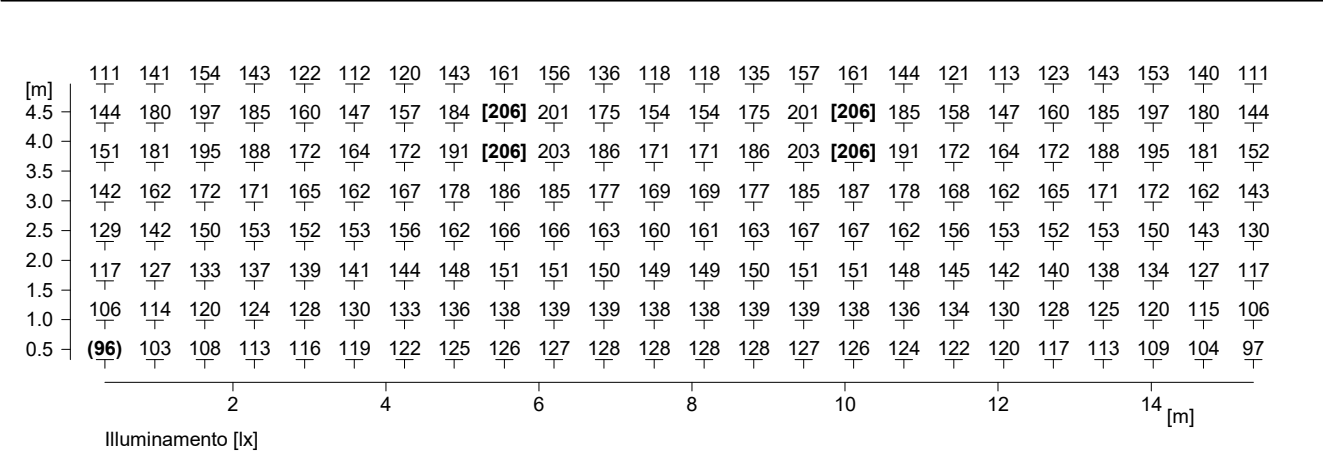 111 141 154 143 122 112 120 143 161 156 136 118 118 135 157 161 144 121 113 123 143 153 140 111
[m]
4.5 144 180 197 185 160 147 157 184 [206] 201 175 154 154 175 201 [206] 185 158 147 160 185 197 180 144
4.0
151 181 195 188 172 164 172 191 [206] 203 186 171 171 186 203 [206] 191 172 164 172 188 195 181 152
3.5
3.0 142 162 172 171 165 162 167 178 186 185 177 169 169 177 185 187 178 168 162 165 171 172 162 143
2.5 129 142 150 153 152 153 156 162 166 166 163 160 161 163 167 167 162 156 153 152 153 150 143 130
2.0
117 127 133 137 139 141 144 148 151 151 150 149 149 150 151 151 148 145 142 140 138 134 127 117
1.5
1.0 106 114 120 124 128 130 133 136 138 139 139 138 138 139 139 138 136 134 130 128 125 120 115 106
0.5 (96) 103 108 113 116 119 122 125 126 127 128 128 128 128 127 126 124 122 120 117 113 109 104 97
2 4 6 8 10 12 14
[m]
Illuminamento [lx]